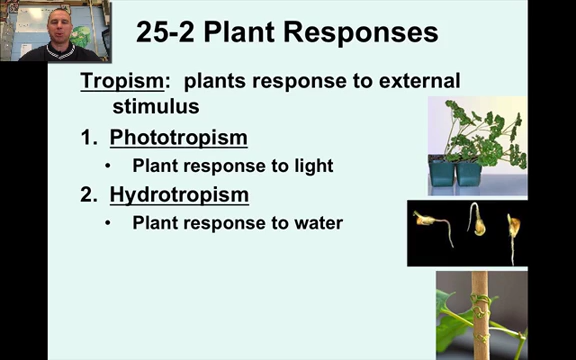 25-2 Plant Responses
Tropism: plants response to external
stimulus
1. Phototropism
• Plant response to light
2. Hydrotropism
• Plant response to water